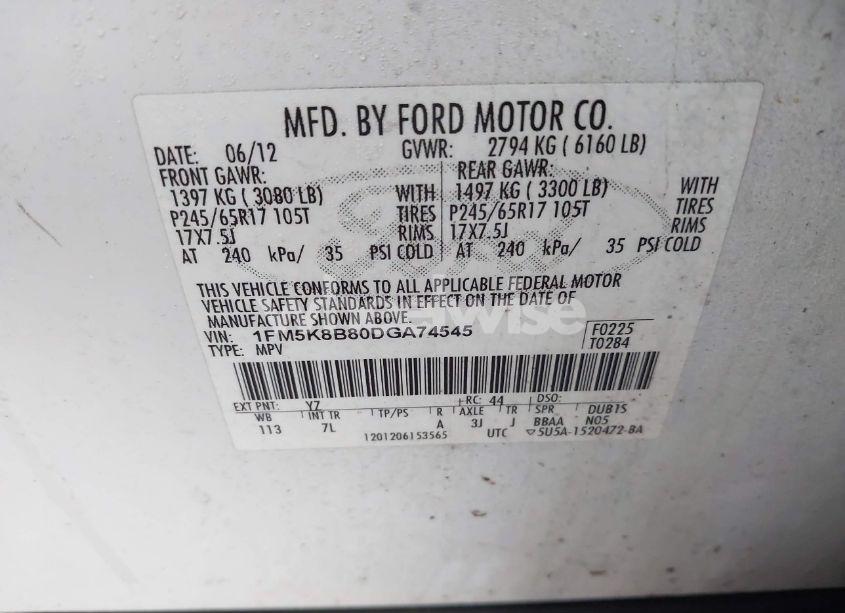 MFD. BY FORD MOTOR CO.
DATE: 06/12 GVWR: 2794 KG ( 6160 LB)
FRONT GAWR: REAR GAWR:
1397 KG ( 3080 LB) WITH 1497 KG ( 3300 LB) WITH
P245/65R17 105T TIRES P245/65R17 105T TIRES
17X7.5J RIMS 17X7.5J RIMS
AT 240 kPa/ 35 PSI COLD AT 240 kPa/ 35 PSI COLD
THIS VEHICLE CONFORMS TO ALL APPLICABLE FEDERAL MOTOR
VEHICLE SAFETY STANDARDS IN EFFECT ON THE DATE OF
MANUFACTURE SHOWN ABOVE.
VIN: 1FM5K8B80DGA74545 F0225
TYPE: MPV T0284
EXT PNT: YZ RC: 44 DSO:
WB INT TR TP/PS R AXLE TR SPR DUB1S
113 7L A 3J J BBAA N05
1201206153565 UTC ▽5U5A-1520472-BA